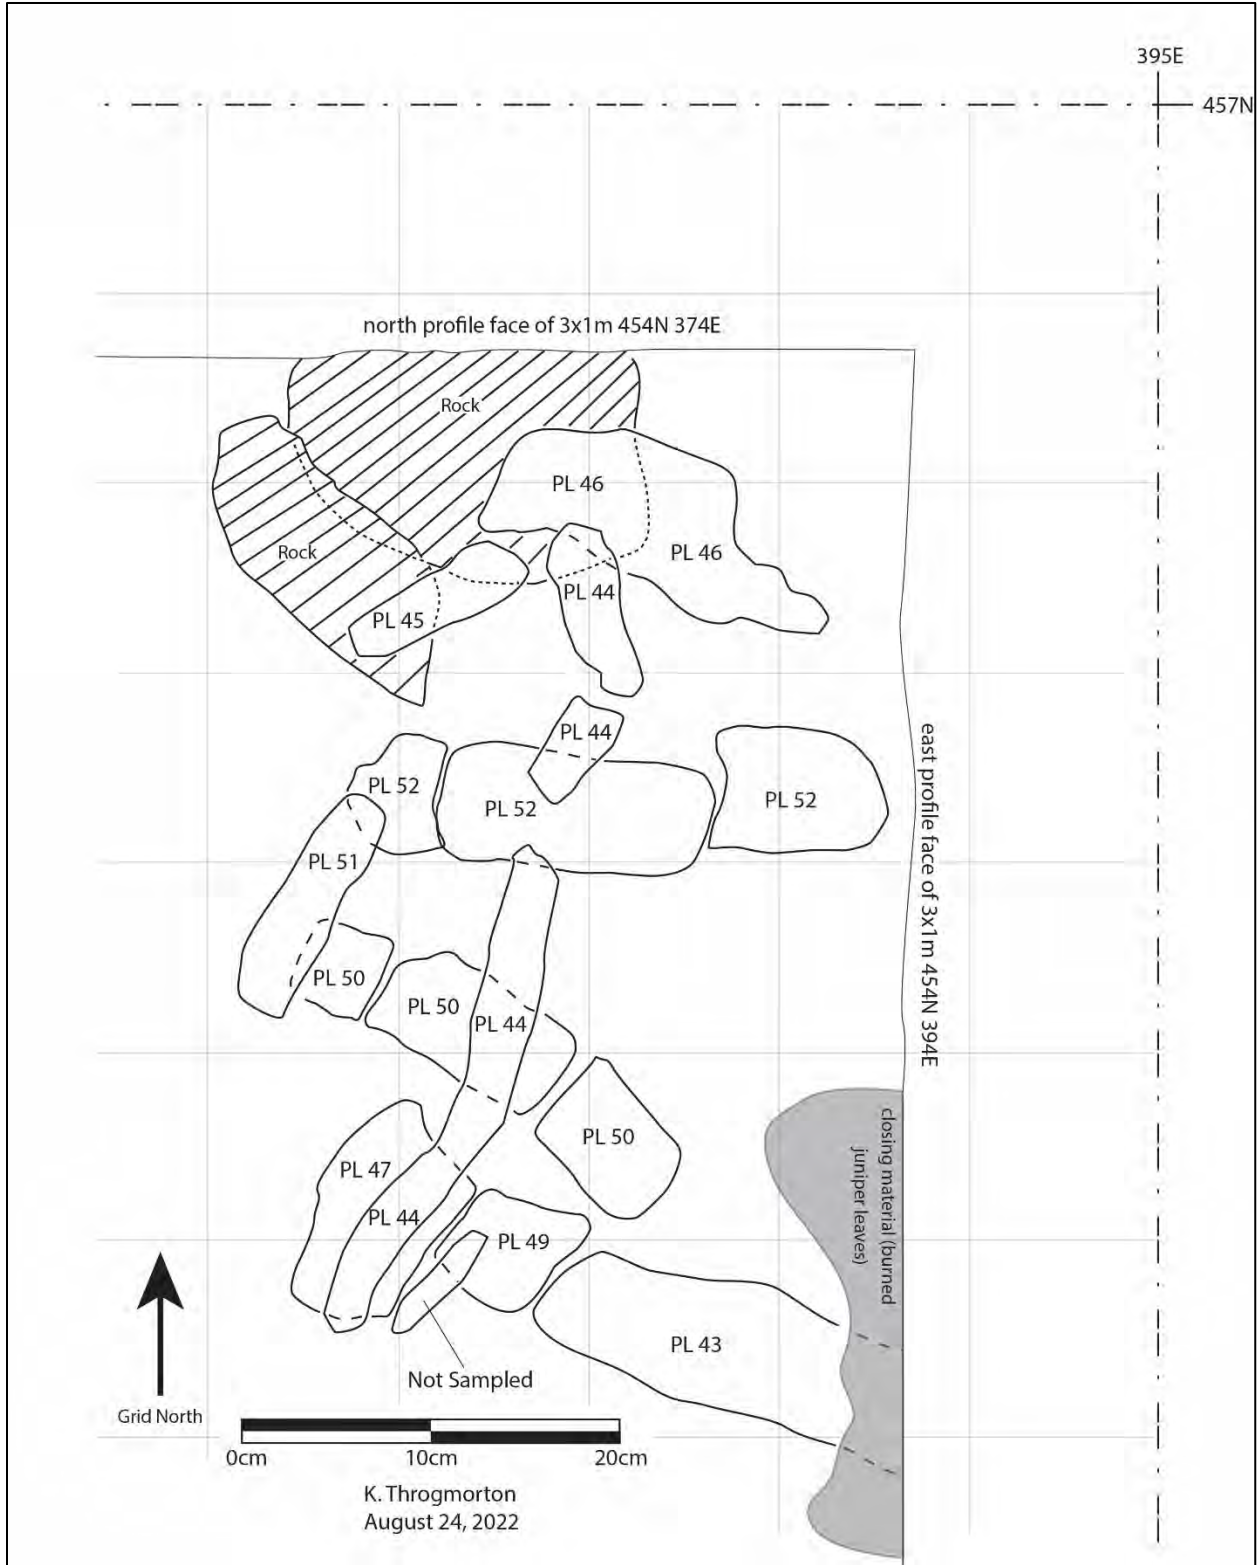 395E
457N
north profile face of 3x1m 454N 374E
Rock
PL 46
Rock
PL 46
PL 44
PL 45
PL 44
PL 52
PL 52
PL 52
east profile face of 3x1m 454N 394E
PL 51
PL 50
PL 50
PL 44
PL 50
closing material (burned
juniper leaves)
PL 47
PL 44
PL 49
PL 43
Not Sampled
Grid North
0cm
10cm
20cm
K. Throgmorton
August 24, 2022